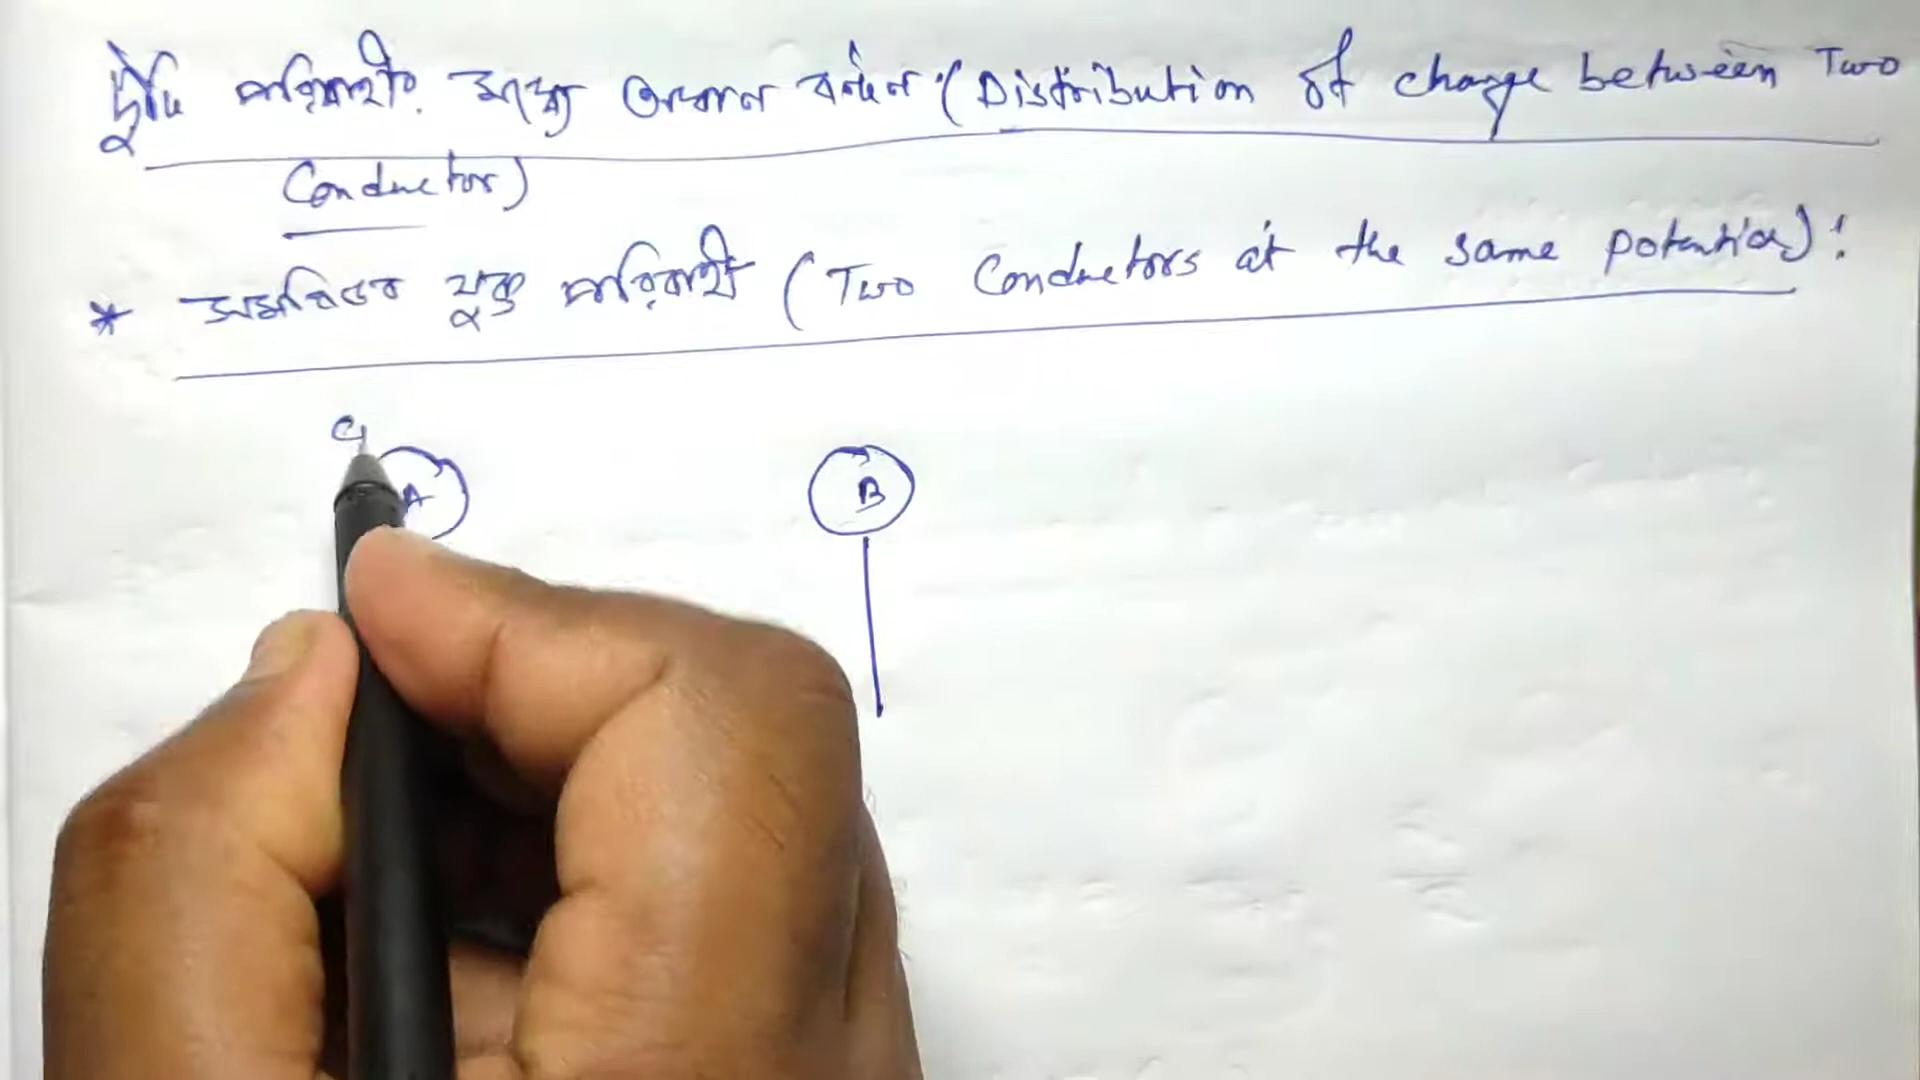 দুটি পরিবাহীর মধ্যে আধান বন্টন (Distribution of charge between Two
Conductor)
* সমবিভব যুক্ত পরিবাহী (Two Conductors at the same potential) :
C1
A
B